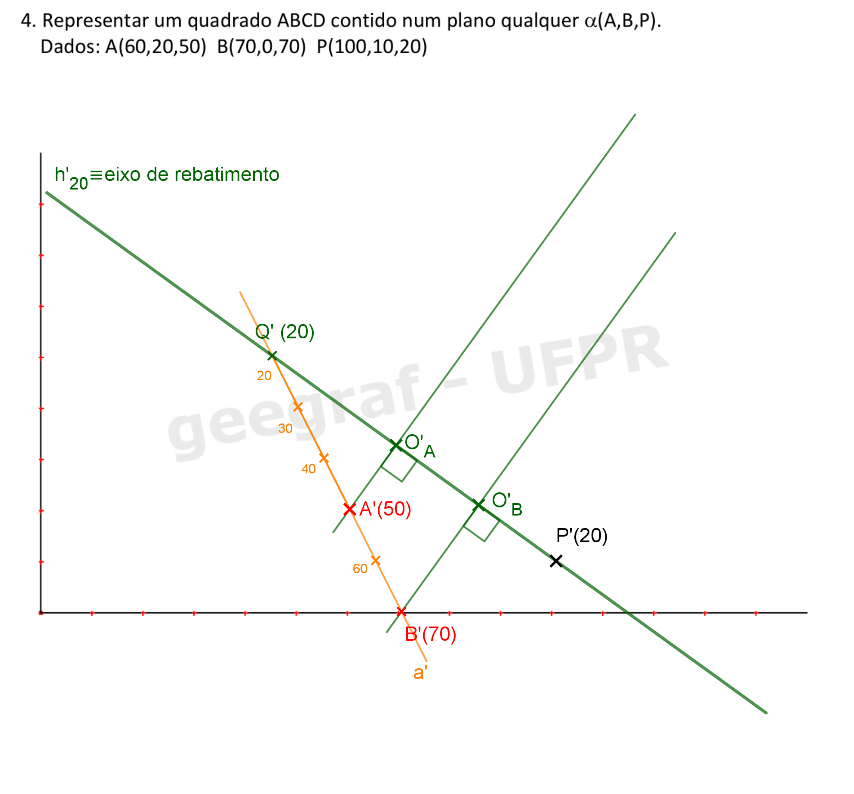 4. Representar um quadrado ABCD contido num plano qualquer α(A,B,P).
Dados: A(60,20,50) B(70,0,70) P(100,10,20)
h'20≡eixo de rebatimento
Q' (20)
20
geegraf - UFPR
30
O'A
40
A'(50)
O'B
P'(20)
60
B'(70)
a'